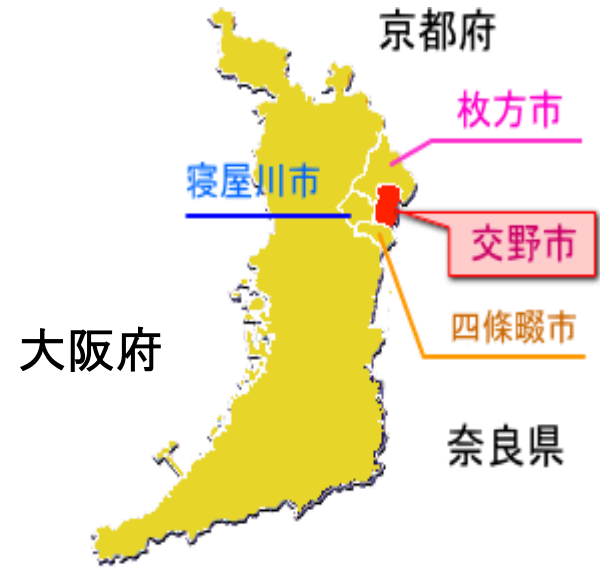 京都府
枚方市
寝屋川市
交野市
四條畷市
大阪府
奈良県